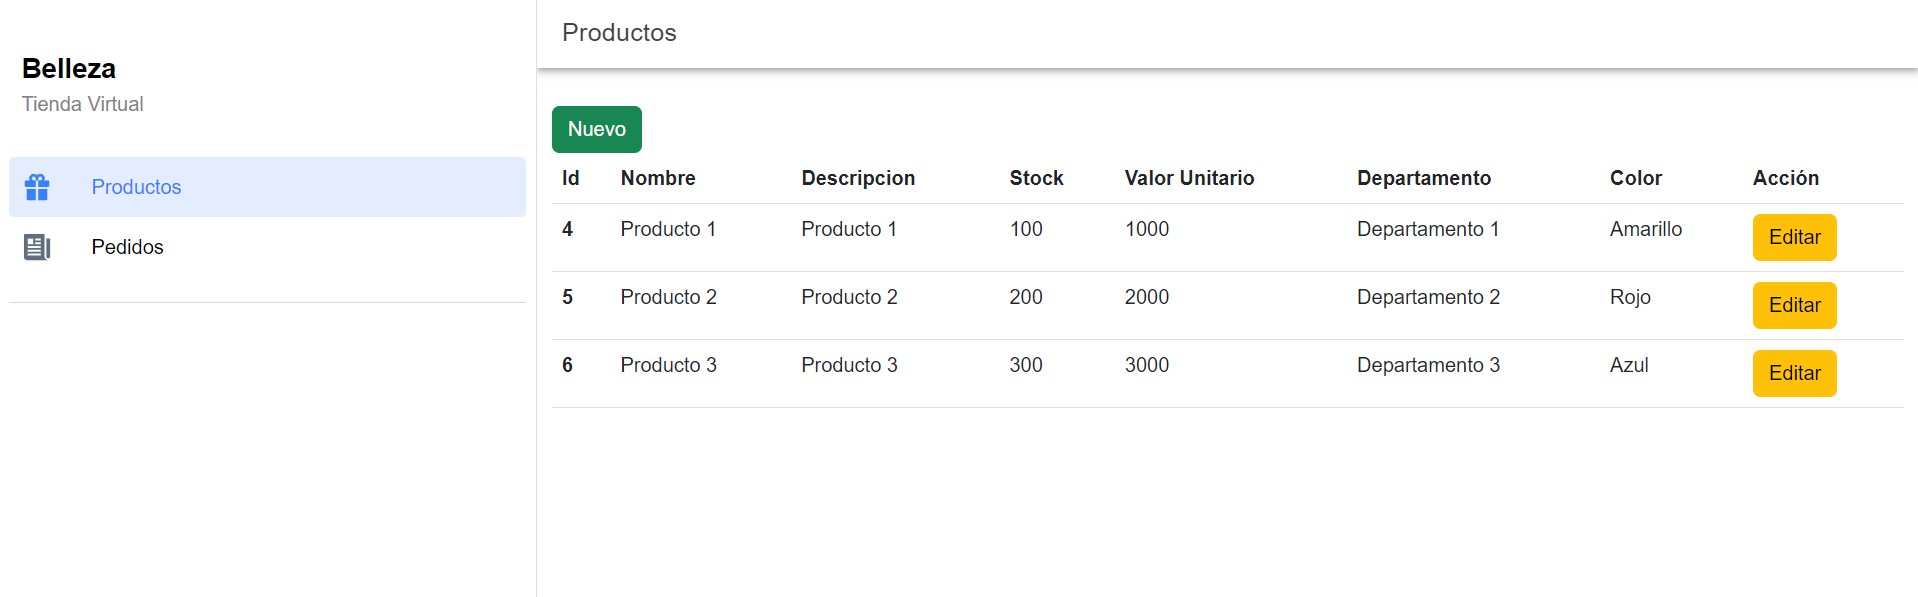 Belleza
Tienda Virtual
Productos
Pedidos
Productos
Nuevo
Id Nombre Descripcion Stock Valor Unitario Departamento Color Acción
4 Producto 1 Producto 1 100 1000 Departamento 1 Amarillo Editar
5 Producto 2 Producto 2 200 2000 Departamento 2 Rojo Editar
6 Producto 3 Producto 3 300 3000 Departamento 3 Azul Editar